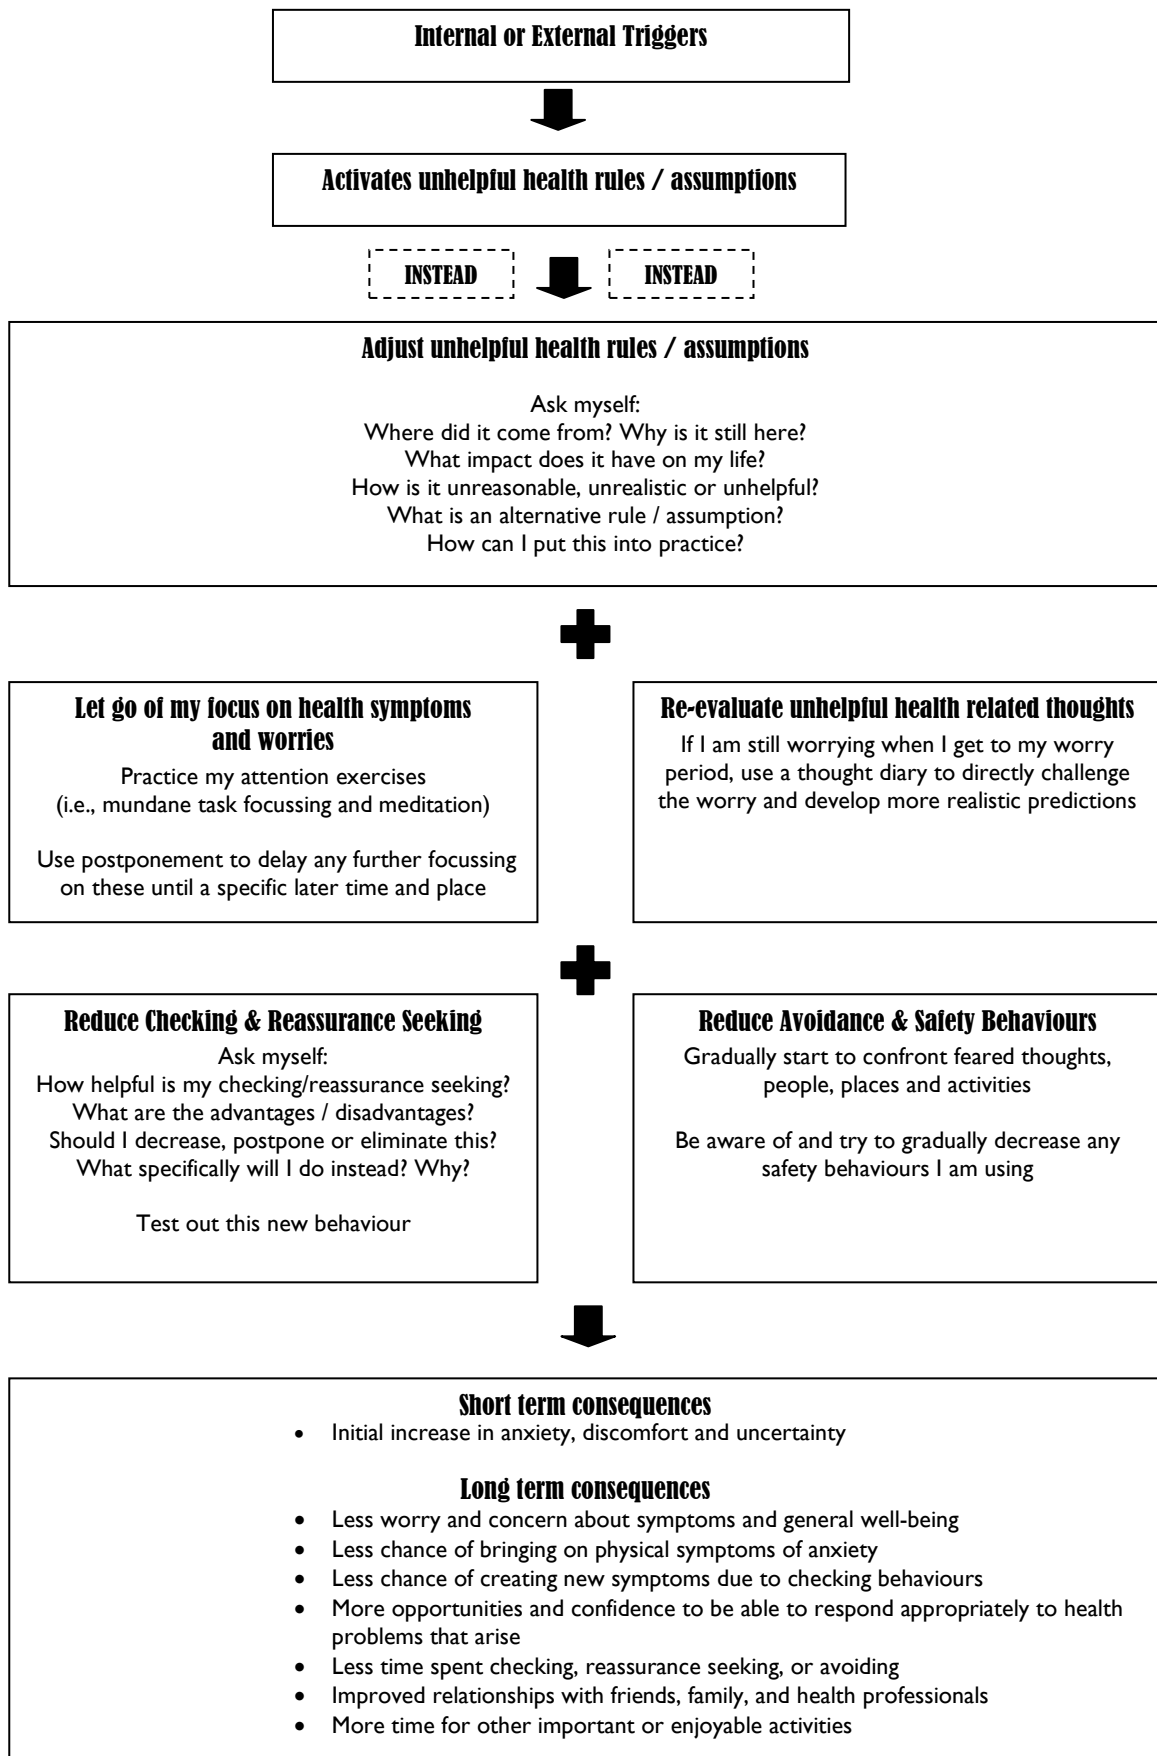 Internal or External Triggers
Activates unhelpful health rules / assumptions
INSTEAD
INSTEAD
Adjust unhelpful health rules / assumptions
Ask myself:
Where did it come from? Why is it still here?
What impact does it have on my life?
How is it unreasonable, unrealistic or unhelpful?
What is an alternative rule / assumption?
How can I put this into practice?
Let go of my focus on health symptoms
and worries
Practice my attention exercises
(i.e., mundane task focussing and meditation)
Use postponement to delay any further focussing
on these until a specific later time and place
Re-evaluate unhelpful health related thoughts
If I am still worrying when I get to my worry
period, use a thought diary to directly challenge
the worry and develop more realistic predictions
Reduce Checking & Reassurance Seeking
Ask myself:
How helpful is my checking/reassurance seeking?
What are the advantages / disadvantages?
Should I decrease, postpone or eliminate this?
What specifically will I do instead? Why?
Test out this new behaviour
Reduce Avoidance & Safety Behaviours
Gradually start to confront feared thoughts,
people, places and activities
Be aware of and try to gradually decrease any
safety behaviours I am using
Short term consequences
• Initial increase in anxiety, discomfort and uncertainty
Long term consequences
• Less worry and concern about symptoms and general well-being
• Less chance of bringing on physical symptoms of anxiety
• Less chance of creating new symptoms due to checking behaviours
• More opportunities and confidence to be able to respond appropriately to health
problems that arise
• Less time spent checking, reassurance seeking, or avoiding
• Improved relationships with friends, family, and health professionals
• More time for other important or enjoyable activities